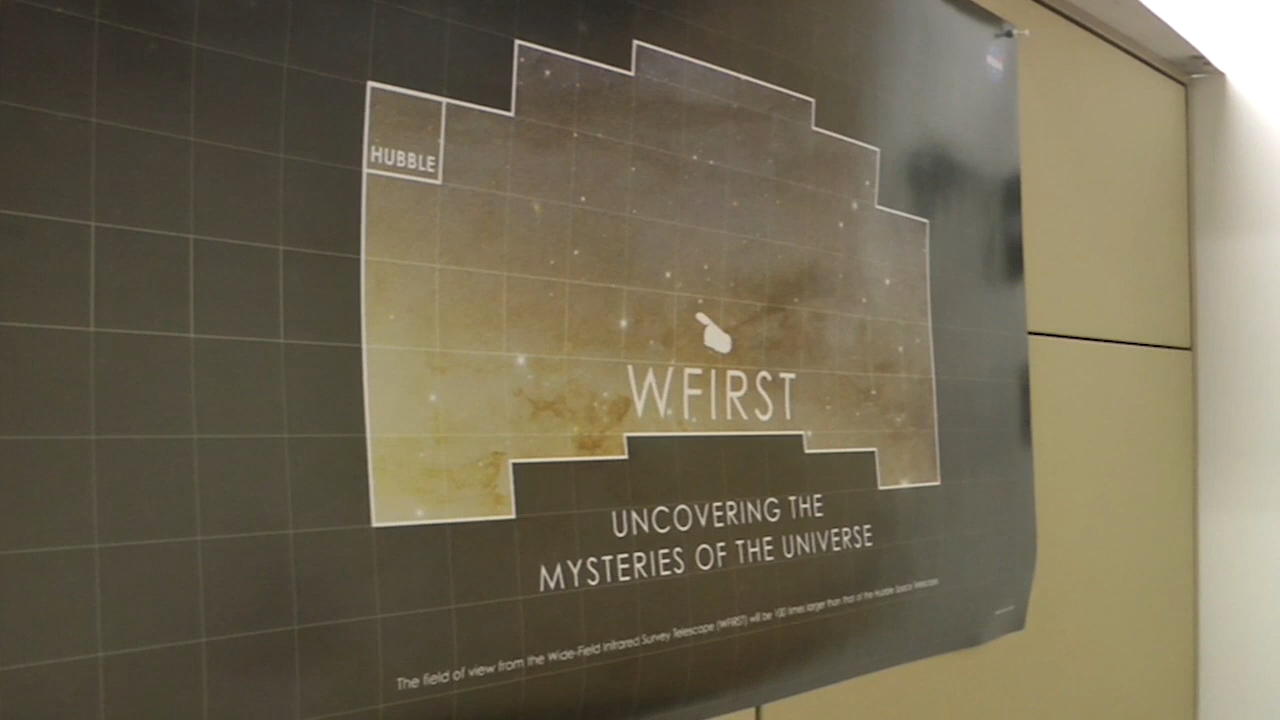 HUBBLE
WFIRST
UNCOVERING THE
MYSTERIES OF THE UNIVERSE
The field of view from the Wide-Field Infrared Survey Telescope (WFIRST) will be 100 times larger than that of the Hubble Space Telescope